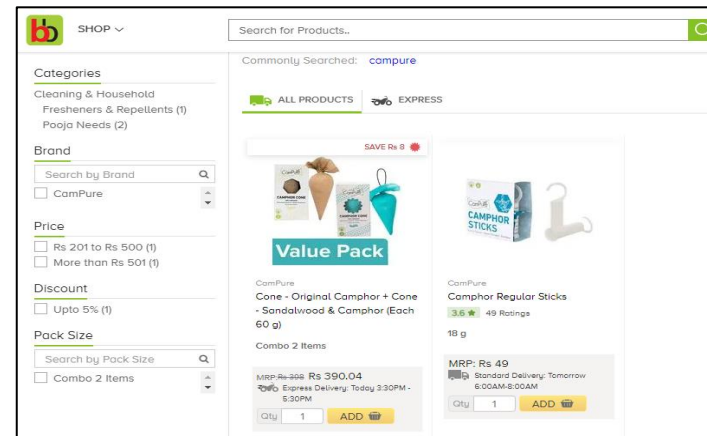 bb
SHOP
Search for Products..
Commonly Searched: campure
Categories
Cleaning & Household
Fresheners & Repellents (1)
Pooja Needs (2)
Brand
Search by Brand
CamPure
Price
Rs 201 to Rs 500 (1)
More than Rs 501 (1)
Discount
Upto 5% (1)
Pack Size
Search by Pack Size
Combo 2 Items
ALL PRODUCTS
EXPRESS
SAVE Rs 8
CamPure
CAMPHOR CONE
Value Pack
CamPure
Cone - Original Camphor + Cone
- Sandalwood & Camphor (Each
60 g)
Combo 2 Items
MRP: Rs 398 Rs 390.04
Express Delivery: Today 3:30PM -
5:30PM
Qty 1 ADD
CamPure
CAMPHOR
STICKS
CamPure
Camphor Regular Sticks
3.6 ★ 49 Ratings
18 g
MRP: Rs 49
Standard Delivery: Tomorrow
6:00AM-8:00AM
Qty 1 ADD